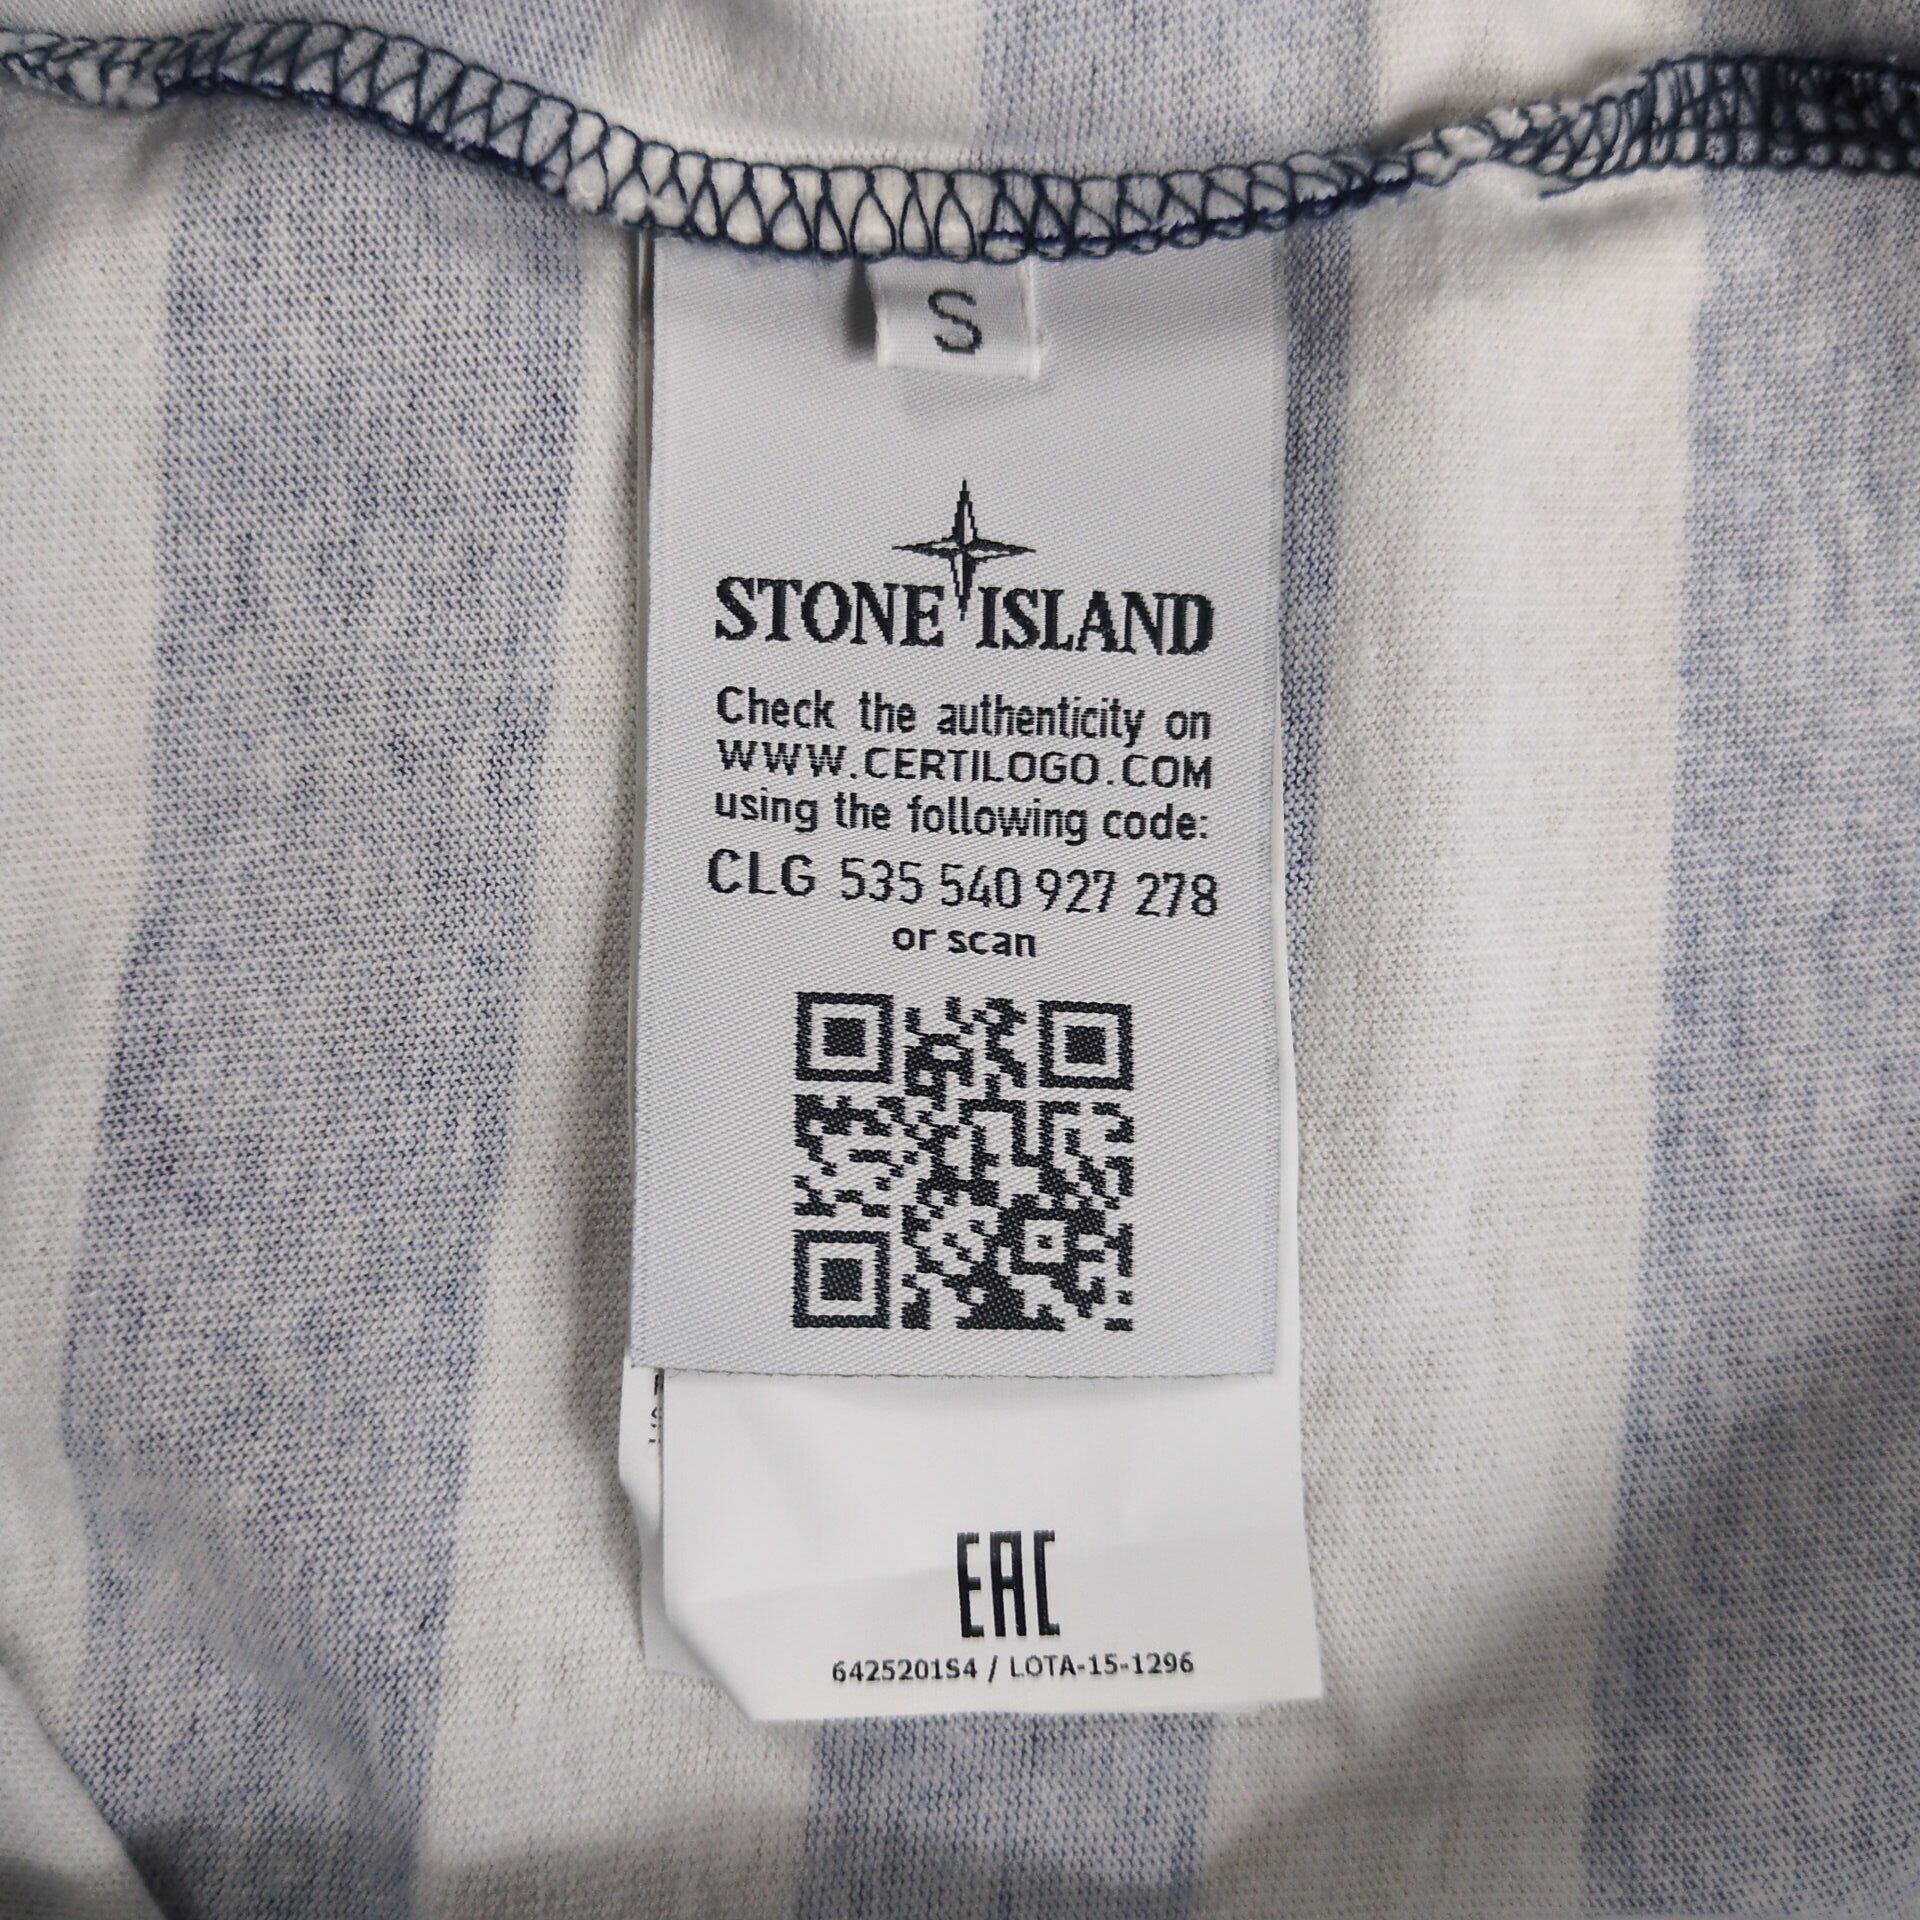 S
STONE ISLAND
Check the authenticity on
WWW.CERTILOGO.COM
using the following code:
CLG 535 540 927 278
or scan
EAC
6425201S4 / LOTA-15-1296